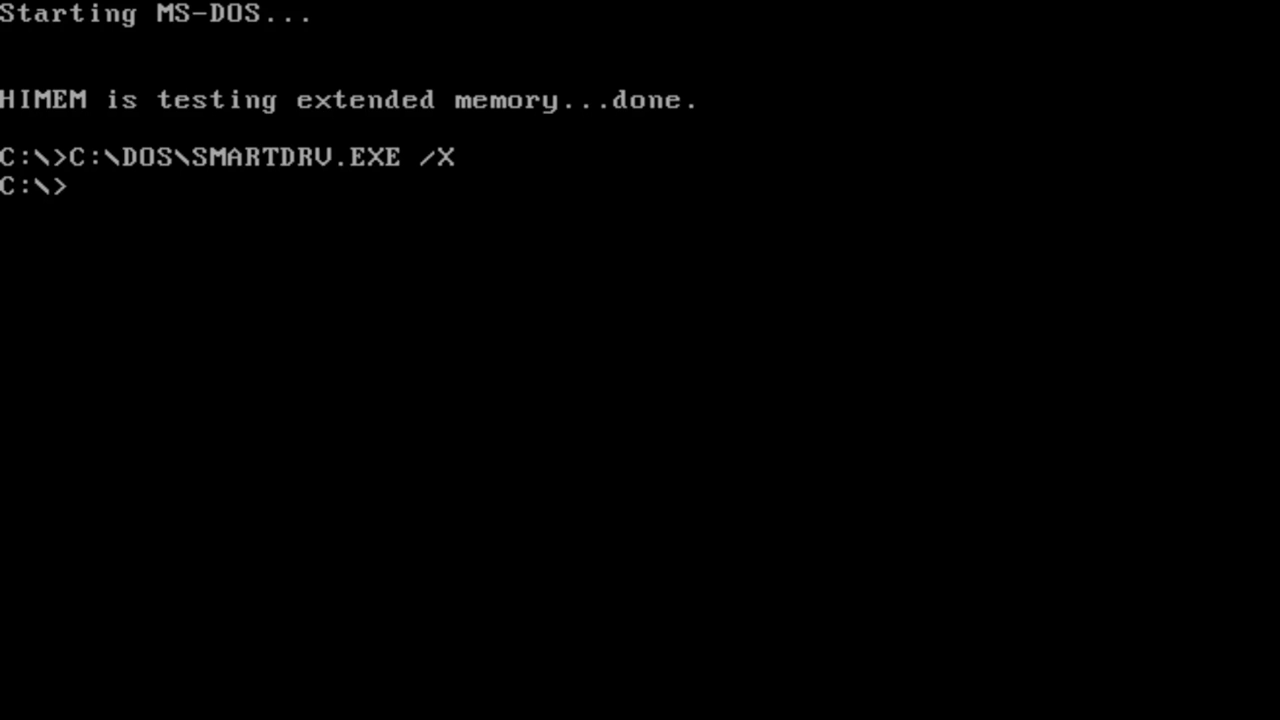 Starting MS-DOS...
HIMEM is testing extended memory...done.
C:\>C:\DOS\SMARTDRV.EXE /X
C:\>